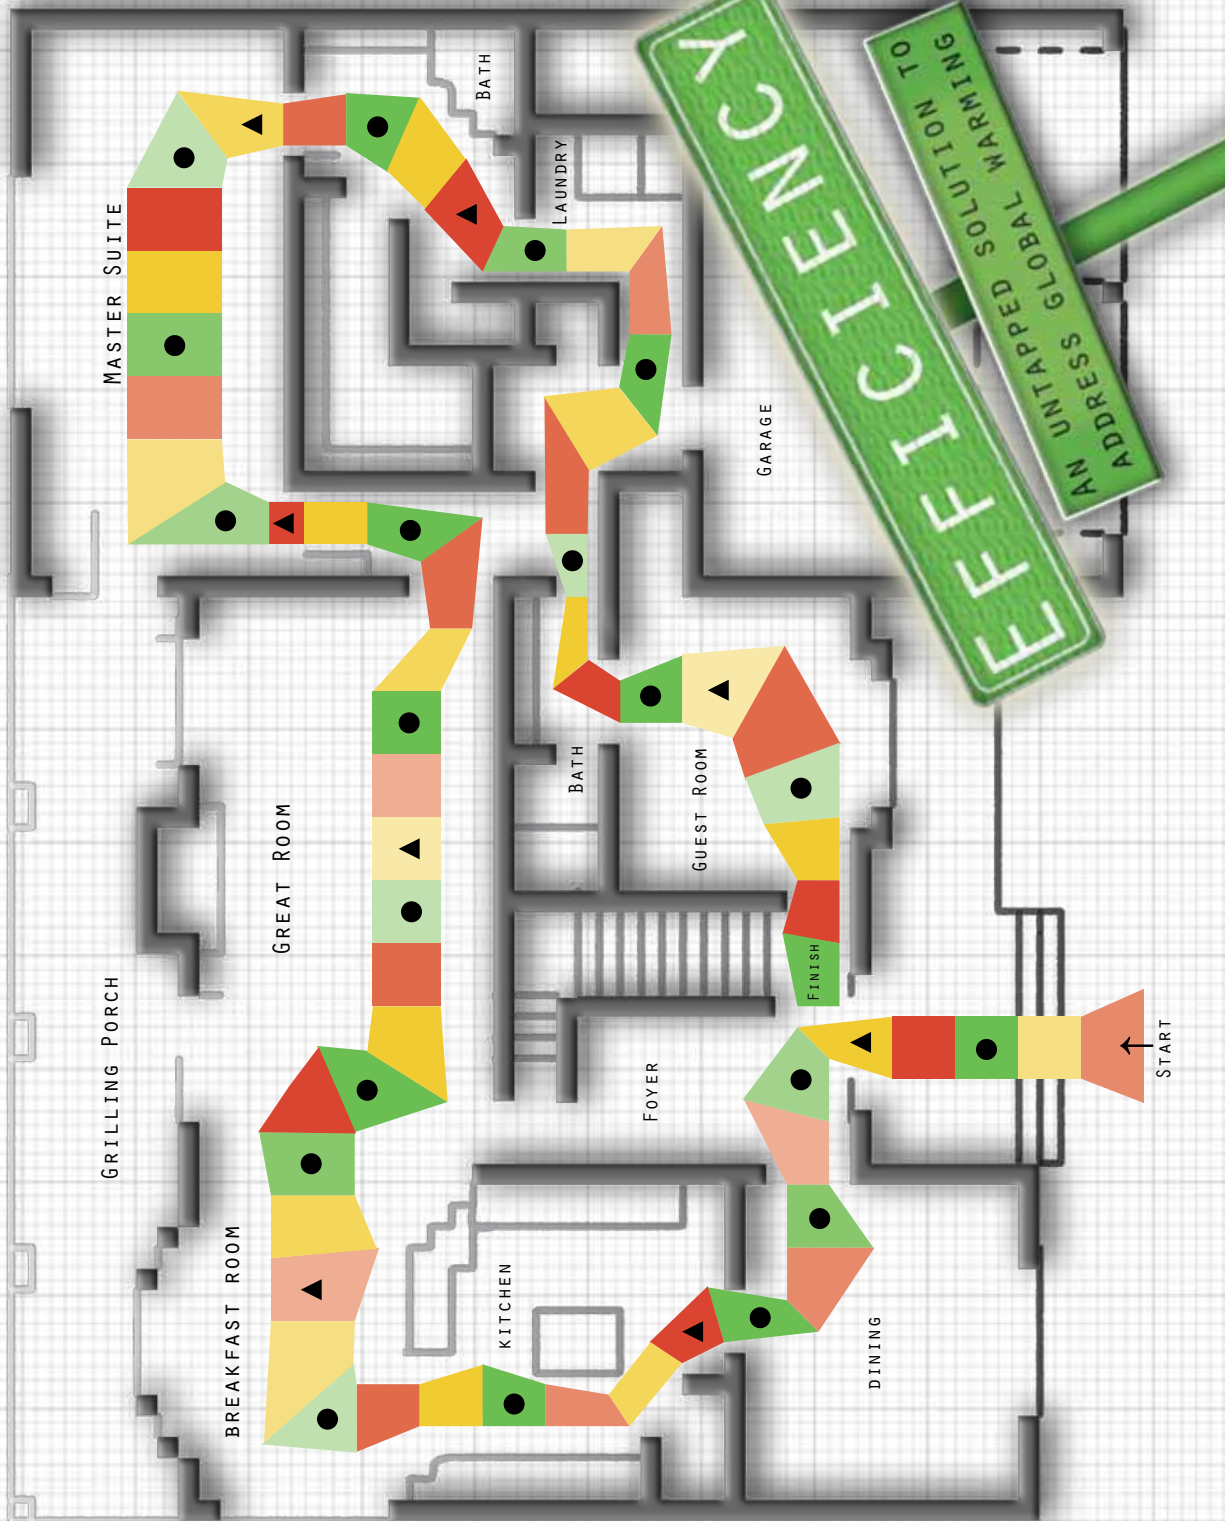 EFFICIENCY
AN UNTAPPED SOLUTION TO
ADDRESS GLOBAL WARMING
MASTER SUITE
BATH
LAUNDRY
GARAGE
GREAT ROOM
BATH
GUEST ROOM
FINISH
GRILLING PORCH
FOYER
START
BREAKFAST ROOM
KITCHEN
DINING